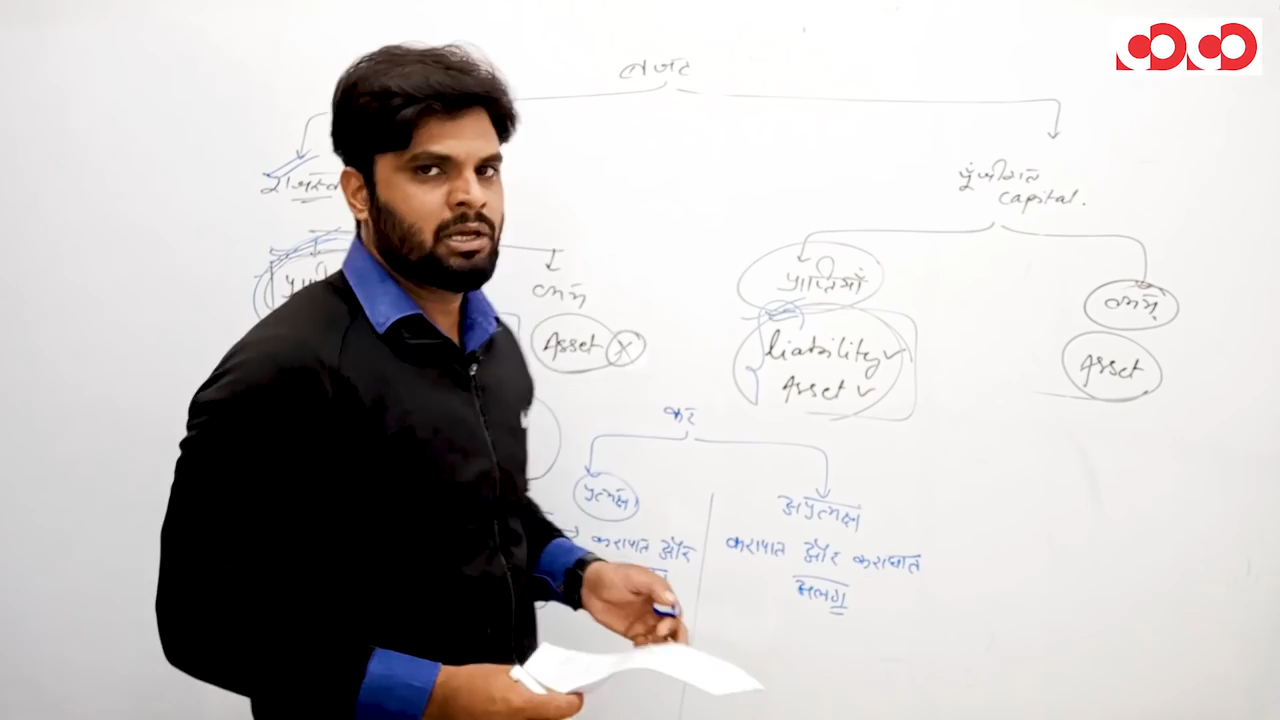 बजट
राजस्व
पूँजीगत
Capital.
व्यय
Asset X
प्राप्तियाँ
liability ✓
Asset ✓
व्यय
Asset
कर
प्रत्यक्ष
अप्रत्यक्ष
करापात और
करापात और कराघात
अलग